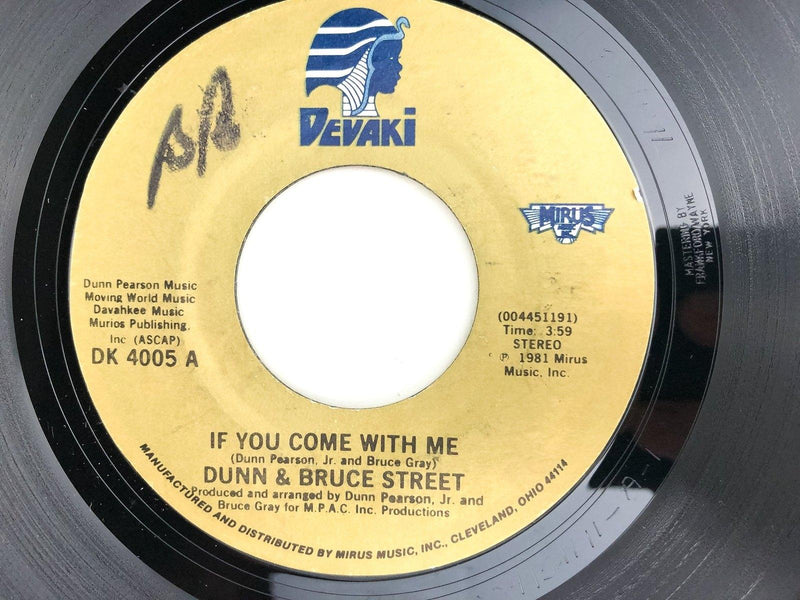 DEVAKI
MIRUS
MASTERING BY
FRANKFORD/WAYNE
NEW YORK
Dunn Pearson Music
Moving World Music
Davahkee Music
Murios Publishing,
Inc (ASCAP)
DK 4005 A
(004451191)
Time: 3:59
STEREO
℗ 1981 Mirus
Music, Inc.
IF YOU COME WITH ME
(Dunn Pearson, Jr. and Bruce Gray)
DUNN & BRUCE STREET
Produced and arranged by Dunn Pearson, Jr. and
Bruce Gray for M.P.A.C. Inc. Productions
MANUFACTURED AND DISTRIBUTED BY MIRUS MUSIC, INC., CLEVELAND, OHIO 44114